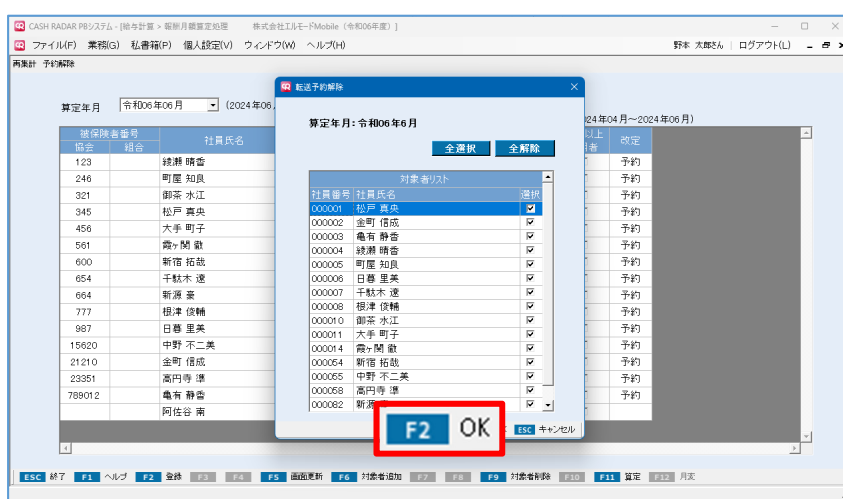 CASH RADAR PBシステム - [給与計算 > 報酬月額算定処理　株式会社エルモードMobile（令和06年度）]
ファイル(F) 業務(G) 私書箱(P) 個人設定(V) ウィンドウ(W) ヘルプ(H) 野本 太郎さん ログアウト(L)
再集計 予約解除
算定年月 令和06年06月 (2024年06 24年04月～2024年06月)
被保険者番号 社員氏名 以上 改定
協会 組合 者
123 綾瀬 晴香 予約
246 町屋 知良 予約
321 御茶 水江 予約
345 松戸 真央 予約
456 大手 町子 予約
561 霞ヶ関 徹 予約
600 新宿 拓哉 予約
654 千駄木 遼 予約
664 新源 豪 予約
777 根津 俊輔 予約
987 日暮 里美 予約
15620 中野 不二美 予約
21210 金町 信成 予約
23351 高円寺 準 予約
789012 亀有 静香 予約
阿佐谷 南
転送予約解除
算定年月：令和06年6月
全選択 全解除
対象者リスト
社員番号 社員氏名 選択
000001 松戸 真央
000002 金町 信成
000003 亀有 静香
000004 綾瀬 晴香
000005 町屋 知良
000006 日暮 里美
000007 千駄木 遼
000008 根津 俊輔
000010 御茶 水江
000011 大手 町子
000014 霞ヶ関 徹
000054 新宿 拓哉
000055 中野 不二美
000058 高円寺 準
000082 新源
F2 OK ESC キャンセル
ESC 終了 F1 ヘルプ F2 登録 F3 F4 F5 画面更新 F6 対象者追加 F7 F8 F9 対象者削除 F10 F11 算定 F12 月変